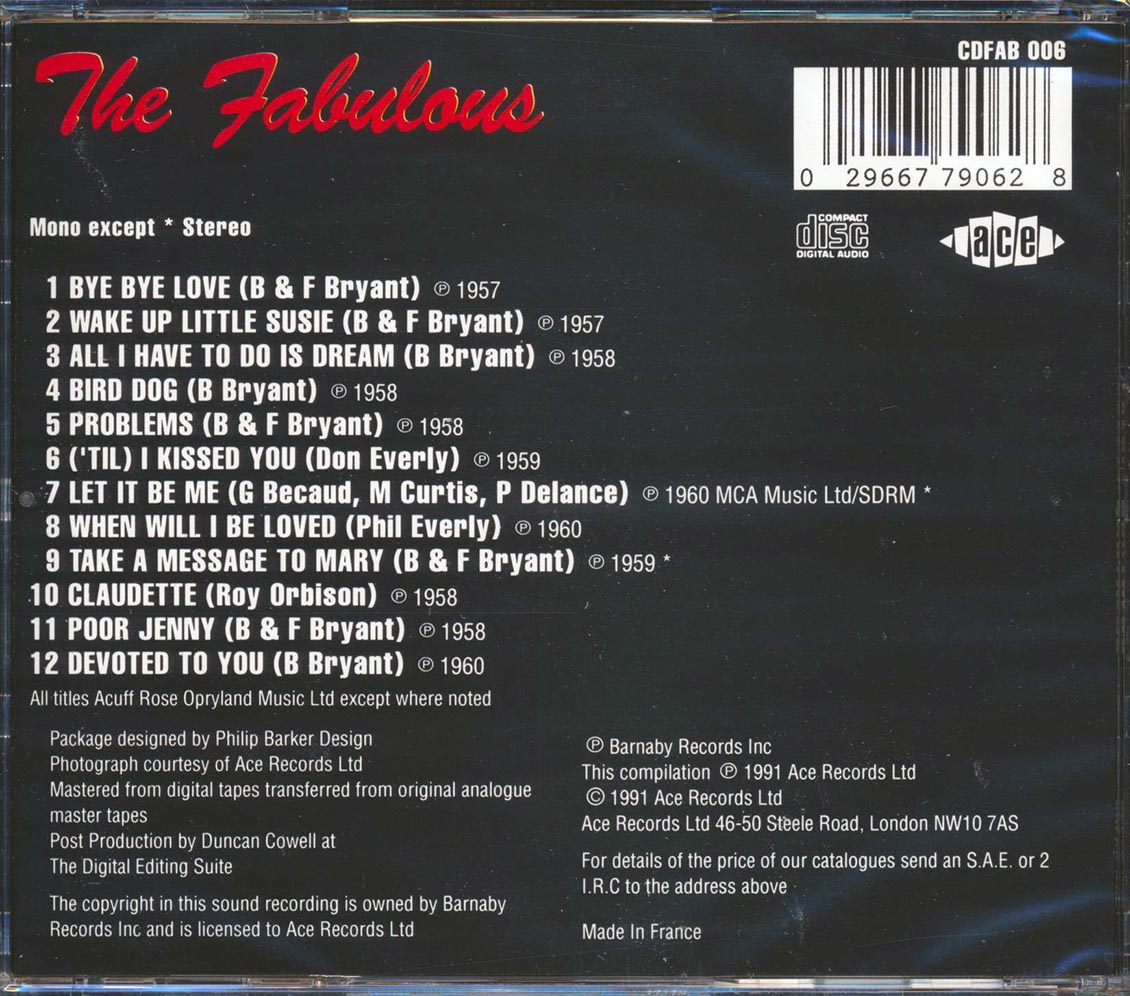 The Fabulous
CDFAB 006
0 29667 79062 8
COMPACT
disc
DIGITAL AUDIO
ace
Mono except * Stereo
1 BYE BYE LOVE (B & F Bryant) ℗ 1957
2 WAKE UP LITTLE SUSIE (B & F Bryant) ℗ 1957
3 ALL I HAVE TO DO IS DREAM (B Bryant) ℗ 1958
4 BIRD DOG (B Bryant) ℗ 1958
5 PROBLEMS (B & F Bryant) ℗ 1958
6 ('TIL) I KISSED YOU (Don Everly) ℗ 1959
7 LET IT BE ME (G Becaud, M Curtis, P Delance) ℗ 1960 MCA Music Ltd/SDRM *
8 WHEN WILL I BE LOVED (Phil Everly) ℗ 1960
9 TAKE A MESSAGE TO MARY (B & F Bryant) ℗ 1959 *
10 CLAUDETTE (Roy Orbison) ℗ 1958
11 POOR JENNY (B & F Bryant) ℗ 1958
12 DEVOTED TO YOU (B Bryant) ℗ 1960
All titles Acuff Rose Opryland Music Ltd except where noted
Package designed by Philip Barker Design
Photograph courtesy of Ace Records Ltd
Mastered from digital tapes transferred from original analogue
master tapes
Post Production by Duncan Cowell at
The Digital Editing Suite
The copyright in this sound recording is owned by Barnaby
Records Inc and is licensed to Ace Records Ltd
℗ Barnaby Records Inc
This compilation ℗ 1991 Ace Records Ltd
© 1991 Ace Records Ltd
Ace Records Ltd 46-50 Steele Road, London NW10 7AS
For details of the price of our catalogues send an S.A.E. or 2
I.R.C to the address above
Made In France